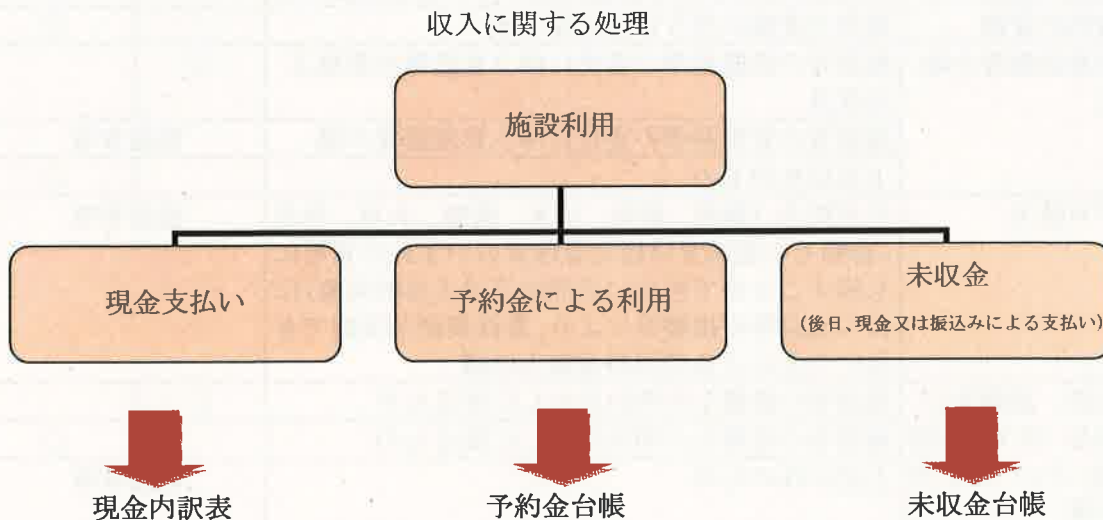 収入に関する処理
施設利用
現金支払い
予約金による利用
未収金
(後日、現金又は振込みによる支払い)
現金内訳表
予約金台帳
未収金台帳